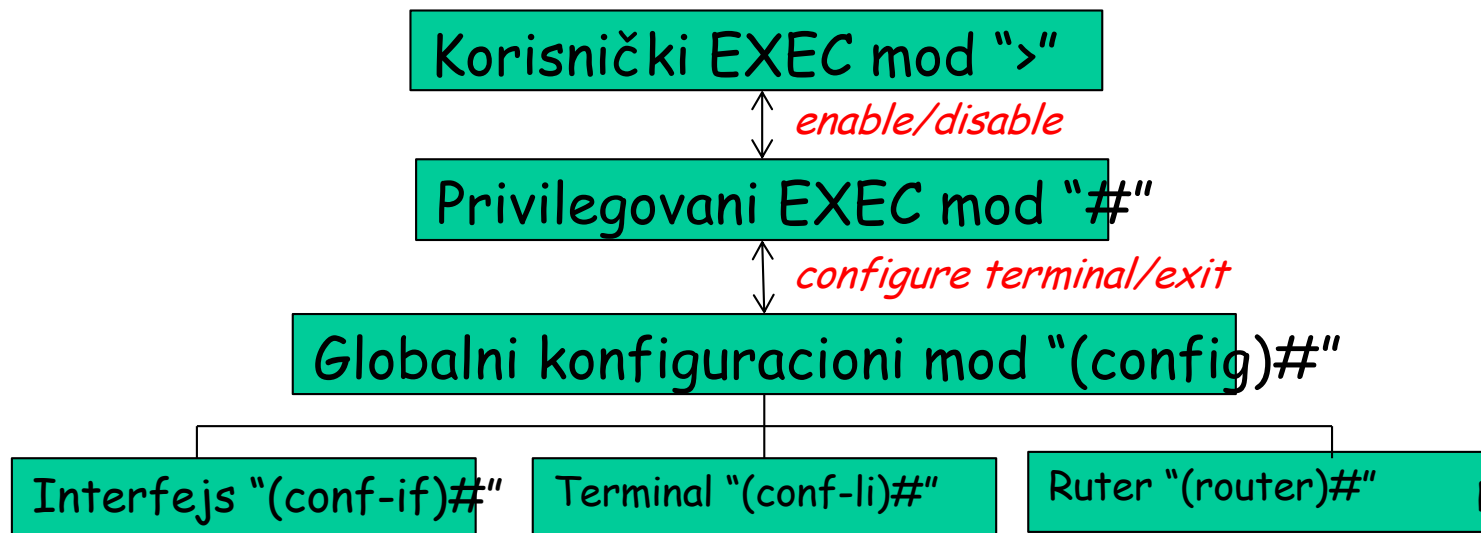 Korisnički EXEC mod “>”
enable/disable
Privilegovani EXEC mod “#”
configure terminal/exit
Globalni konfiguracioni mod “(config)#”
Interfejs “(conf-if)#”
Terminal “(conf-li)#”
Ruter “(router)#”